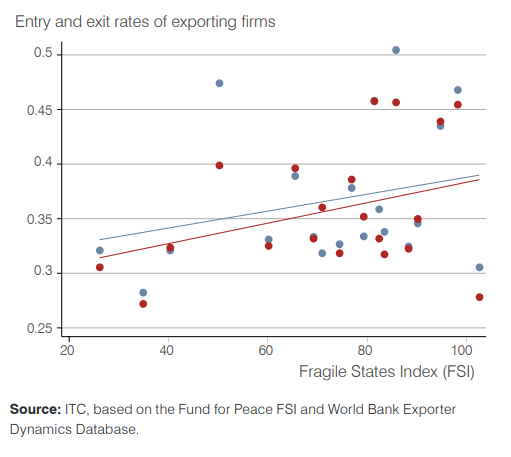 Entry and exit rates of exporting firms
0.5
0.45
0.4
0.35
0.3
0.25
20 40 60 80 100
Fragile States Index (FSI)
Source: ITC, based on the Fund for Peace FSI and World Bank Exporter
Dynamics Database.